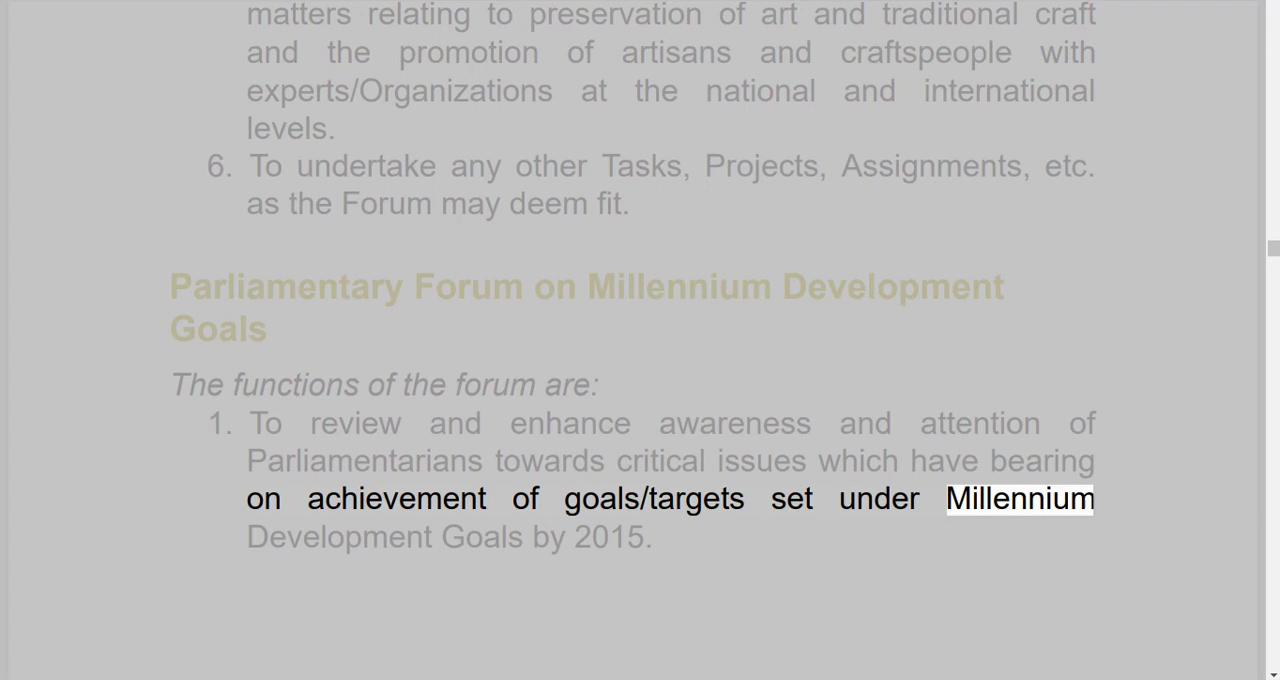 matters relating to preservation of art and traditional craft
and the promotion of artisans and craftspeople with
experts/Organizations at the national and international
levels.
6. To undertake any other Tasks, Projects, Assignments, etc.
as the Forum may deem fit.
Parliamentary Forum on Millennium Development
Goals
The functions of the forum are:
1. To review and enhance awareness and attention of
Parliamentarians towards critical issues which have bearing
on achievement of goals/targets set under Millennium
Development Goals by 2015.